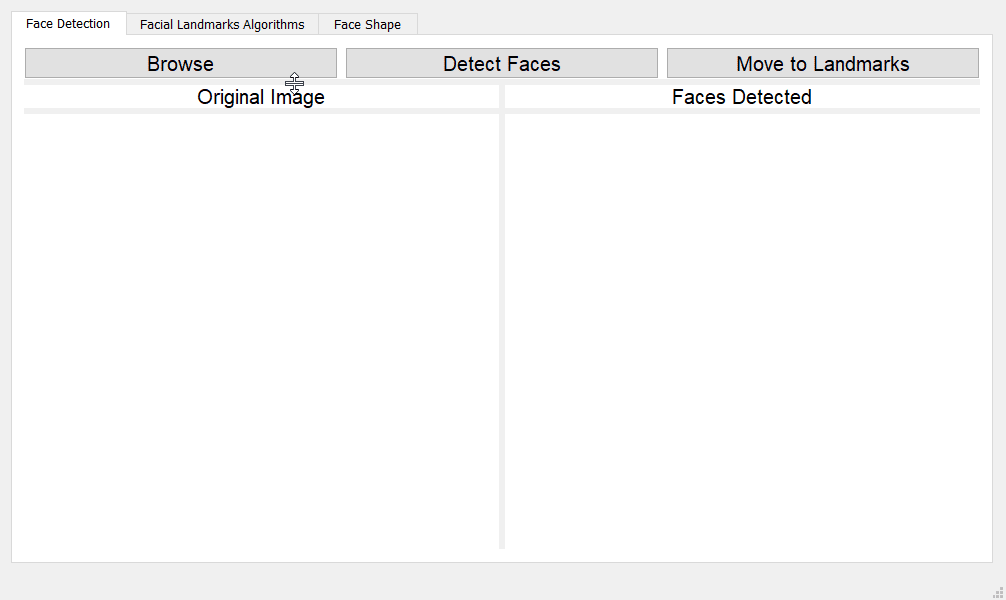 Face Detection Facial Landmarks Algorithms Face Shape
Browse Detect Faces Move to Landmarks
Original Image Faces Detected